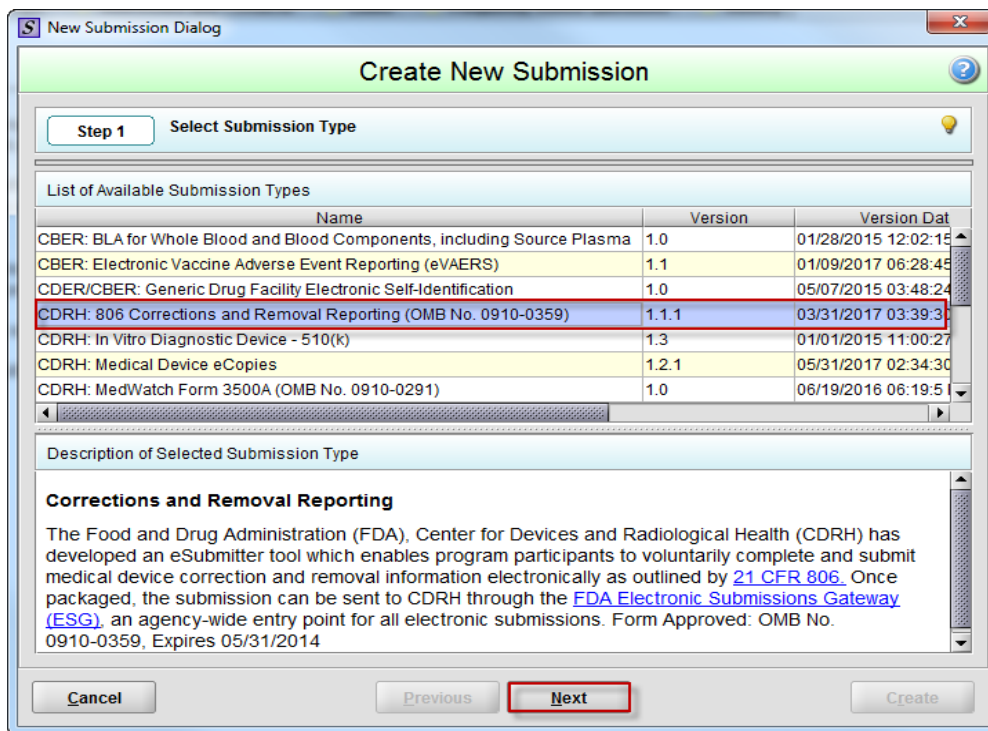 S New Submission Dialog
Create New Submission
Step 1 Select Submission Type
List of Available Submission Types
Name Version Version Dat
CBER: BLA for Whole Blood and Blood Components, including Source Plasma 1.0 01/28/2015 12:02:15
CBER: Electronic Vaccine Adverse Event Reporting (eVAERS) 1.1 01/09/2017 06:28:45
CDER/CBER: Generic Drug Facility Electronic Self-Identification 1.0 05/07/2015 03:48:24
CDRH: 806 Corrections and Removal Reporting (OMB No. 0910-0359) 1.1.1 03/31/2017 03:39:30
CDRH: In Vitro Diagnostic Device - 510(k) 1.3 01/01/2015 11:00:27
CDRH: Medical Device eCopies 1.2.1 05/31/2017 02:34:30
CDRH: MedWatch Form 3500A (OMB No. 0910-0291) 1.0 06/19/2016 06:19:5
Description of Selected Submission Type
Corrections and Removal Reporting
The Food and Drug Administration (FDA), Center for Devices and Radiological Health (CDRH) has
developed an eSubmitter tool which enables program participants to voluntarily complete and submit
medical device correction and removal information electronically as outlined by 21 CFR 806. Once
packaged, the submission can be sent to CDRH through the FDA Electronic Submissions Gateway
(ESG), an agency-wide entry point for all electronic submissions. Form Approved: OMB No.
0910-0359, Expires 05/31/2014
Cancel Previous Next Create